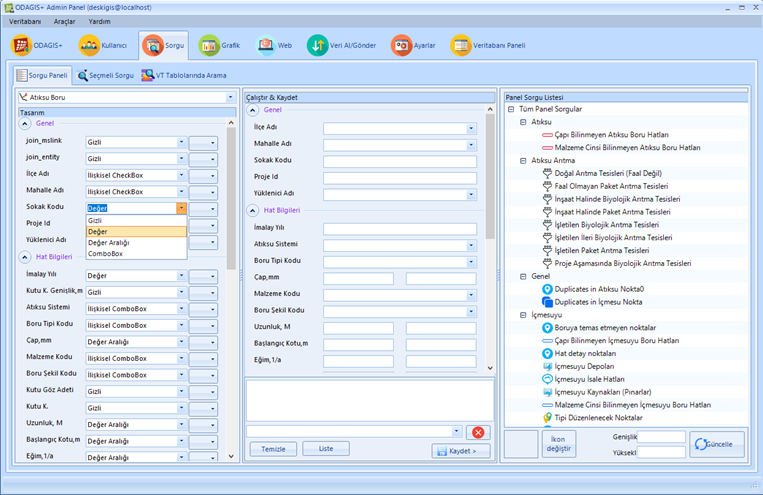 ODAGIS+ Admin Panel (deskigis@localhost)
Veritabanı Araçlar Yardım
ODAGIS+ Kullanıcı Sorgu Grafik Web Veri Al/Gönder Ayarlar Veritabanı Paneli
Sorgu Paneli Seçmeli Sorgu VT Tablolarında Arama
Atıksu Boru
Tasarım
Genel
join_mslink Gizli
join_entity Gizli
İlçe Adı İlişkisel CheckBox
Mahalle Adı İlişkisel CheckBox
Sokak Kodu Değer
Gizli
Değer
Değer Aralığı
ComboBox
Proje Id
Yüklenici Adı
Hat Bilgileri
İmalay Yılı Değer
Kutu K. Genişlik,m Gizli
Atıksu Sistemi İlişkisel ComboBox
Boru Tipi Kodu İlişkisel ComboBox
Çap,mm Değer Aralığı
Malzeme Kodu İlişkisel ComboBox
Boru Şekil Kodu İlişkisel ComboBox
Kutu Göz Adeti Gizli
Kutu K. Gizli
Uzunluk, M Değer Aralığı
Başlangıç Kotu,m Değer Aralığı
Eğim,1/a Değer Aralığı
Çalıştır & Kaydet
Genel
İlçe Adı
Mahalle Adı
Sokak Kodu
Proje Id
Yüklenici Adı
Hat Bilgileri
İmalay Yılı
Atıksu Sistemi
Boru Tipi Kodu
Çap,mm
Malzeme Kodu
Boru Şekil Kodu
Uzunluk, M
Başlangıç Kotu,m
Eğim,1/a
Temizle Liste Kaydet >
Panel Sorgu Listesi
Tüm Panel Sorgular
Atıksu
Çapı Bilinmeyen Atıksu Boru Hatları
Malzeme Cinsi Bilinmeyen Atıksu Boru Hatları
Atıksu Arıtma
Doğal Arıtma Tesisleri (Faal Değil)
Faal Olmayan Paket Arıtma Tesisleri
İnşaat Halinde Biyolojik Arıtma Tesisleri
İnşaat Halinde Paket Arıtma Tesisleri
İşletilen Biyolojik Arıtma Tesisleri
İşletilen İleri Biyolojik Arıtma Tesisleri
İşletilen Paket Arıtma Tesisleri
Proje Aşamasında Biyolojik Arıtma Tesisleri
Genel
Duplicates in Atıksu Nokta0
Duplicates in İçmesu Nokta
İçmesuyu
Boruya temas etmeyen noktalar
Çapı Bilinmeyen İçmesuyu Boru Hatları
Hat detay noktaları
İçmesuyu Depoları
İçmesuyu İsale Hatları
İçmesuyu Kaynakları (Pınarlar)
Malzeme Cinsi Bilinmeyen İçmesuyu Boru Hatları
Tipi Düzenlenecek Noktalar
İkon değiştir
Genişlik
Yüksekl
Güncelle